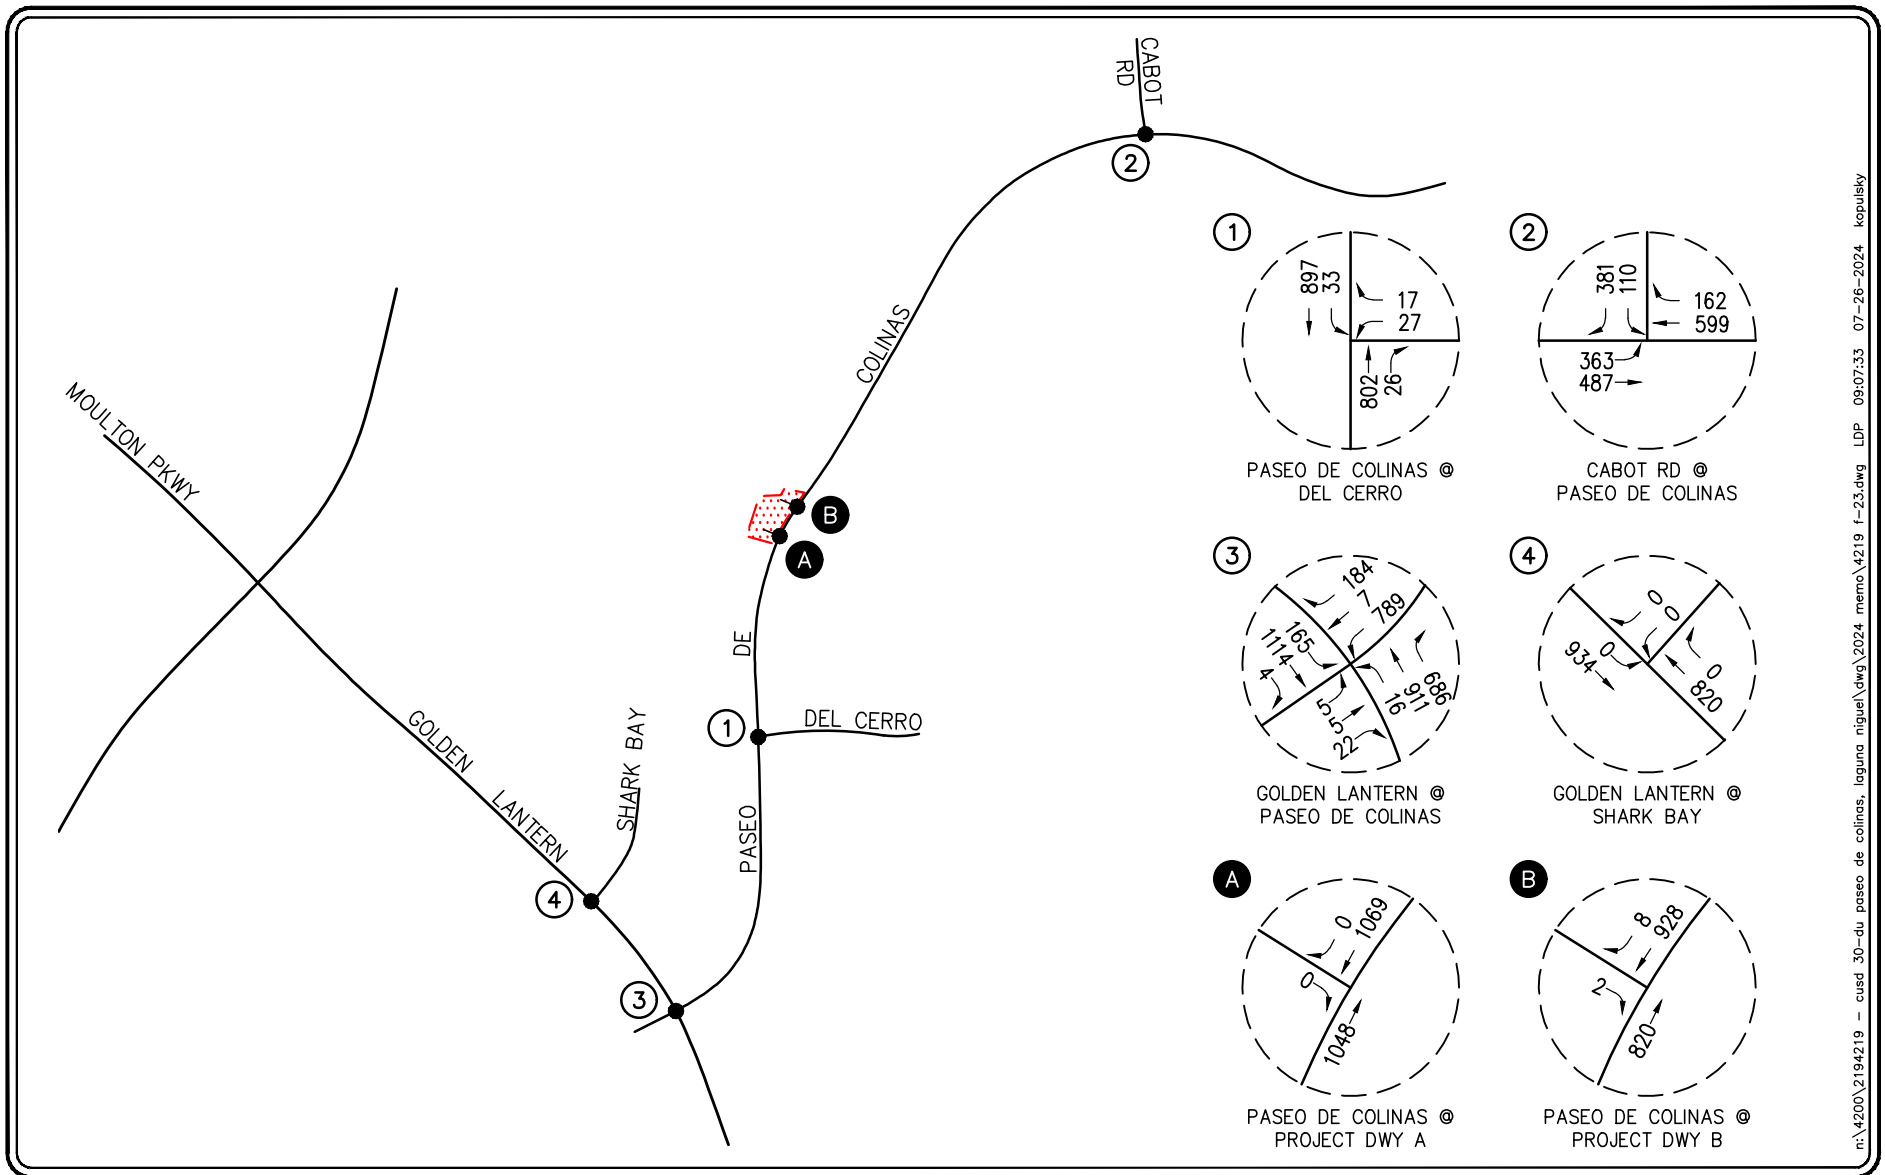 CABOT
RD
2
COLINAS
MOULTON PKWY
B
A
DE
1
DEL CERRO
GOLDEN
LANTERN
SHARK BAY
PASEO
4
3
1
897
33
17
27
802
26
PASEO DE COLINAS @
DEL CERRO
2
381
110
162
599
363
487
CABOT RD @
PASEO DE COLINAS
3
184
7
789
165
1114
4
5
5
22
16
911
686
GOLDEN LANTERN @
PASEO DE COLINAS
4
0
0
0
934
0
820
GOLDEN LANTERN @
SHARK BAY
A
0
1069
0
1048
PASEO DE COLINAS @
PROJECT DWY A
B
8
928
2
820
PASEO DE COLINAS @
PROJECT DWY B
n:\4200\2194219 - cusd 30-du paseo de colinas, laguna niguel\dwg\2024 memo\4219 f-23.dwg LDP 09:07:33 07-26-2024 kopulsky